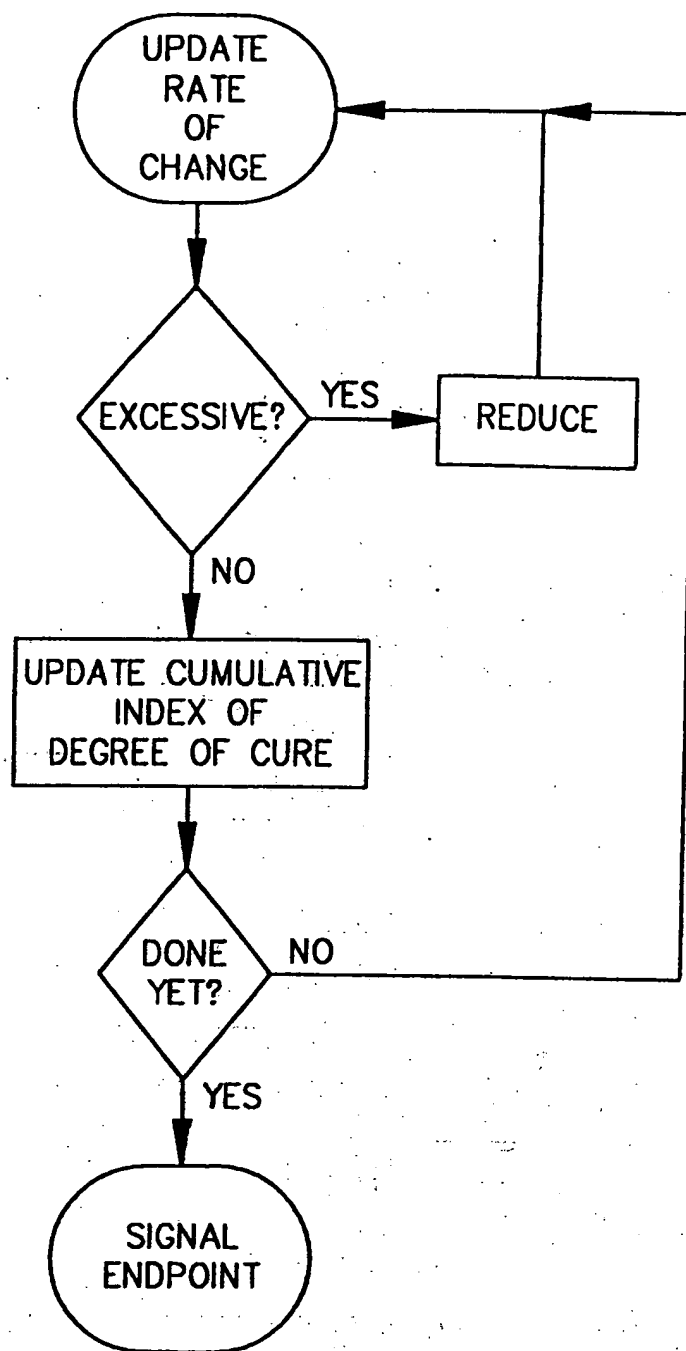 UPDATE
RATE
OF
CHANGE
EXCESSIVE?
YES
REDUCE
NO
UPDATE CUMULATIVE
INDEX OF
DEGREE OF CURE
DONE
YET?
NO
YES
SIGNAL
ENDPOINT